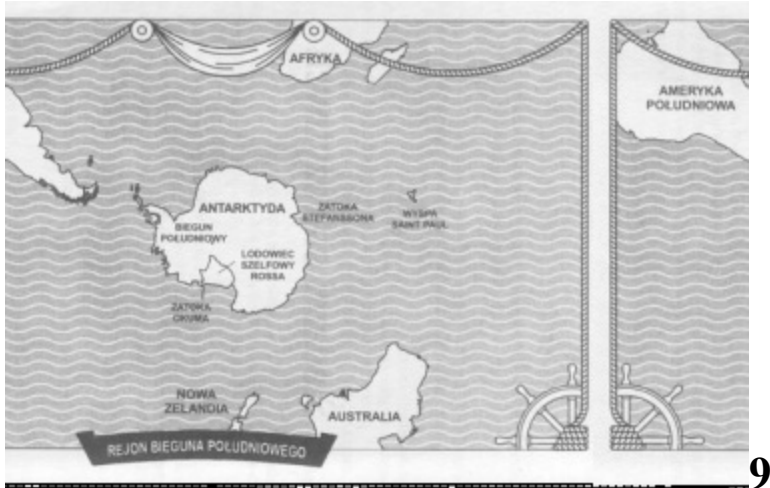 AFRYKA
AMERYKA
POŁUDNIOWA
ANTARKTYDA
ZATOKA
STEFANSSONA
WYSPA
SAINT PAUL
BIEGUN
POŁUDNIOWY
LODOWIEC
SZELFOWY
ROSSA
ZATOKA
OKUMA
NOWA
ZELANDIA
AUSTRALIA
REJON BIEGUNA POŁUDNIOWEGO
9